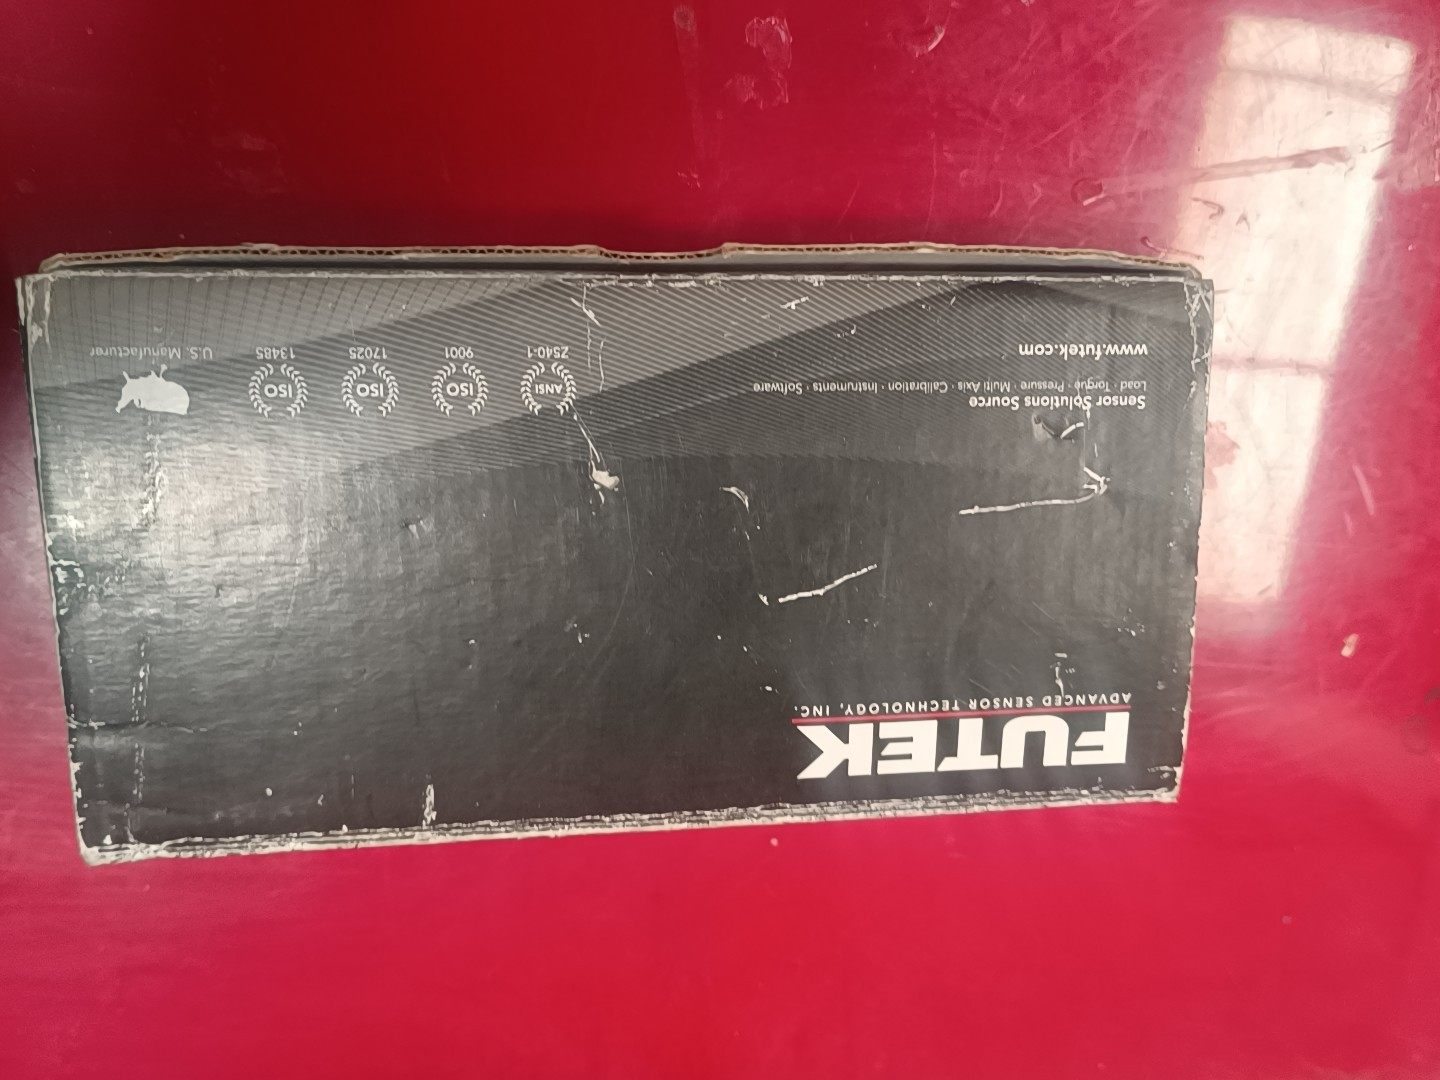 FUTEK
ADVANCED SENSOR TECHNOLOGY, INC.
Sensor Solutions Source
Load · Torque · Pressure · Multi Axis · Calibration · Instruments · Software
www.futek.com
ANSI
Z540-1
ISO
9001
ISO
17025
ISO
13485
U.S. Manufacturer